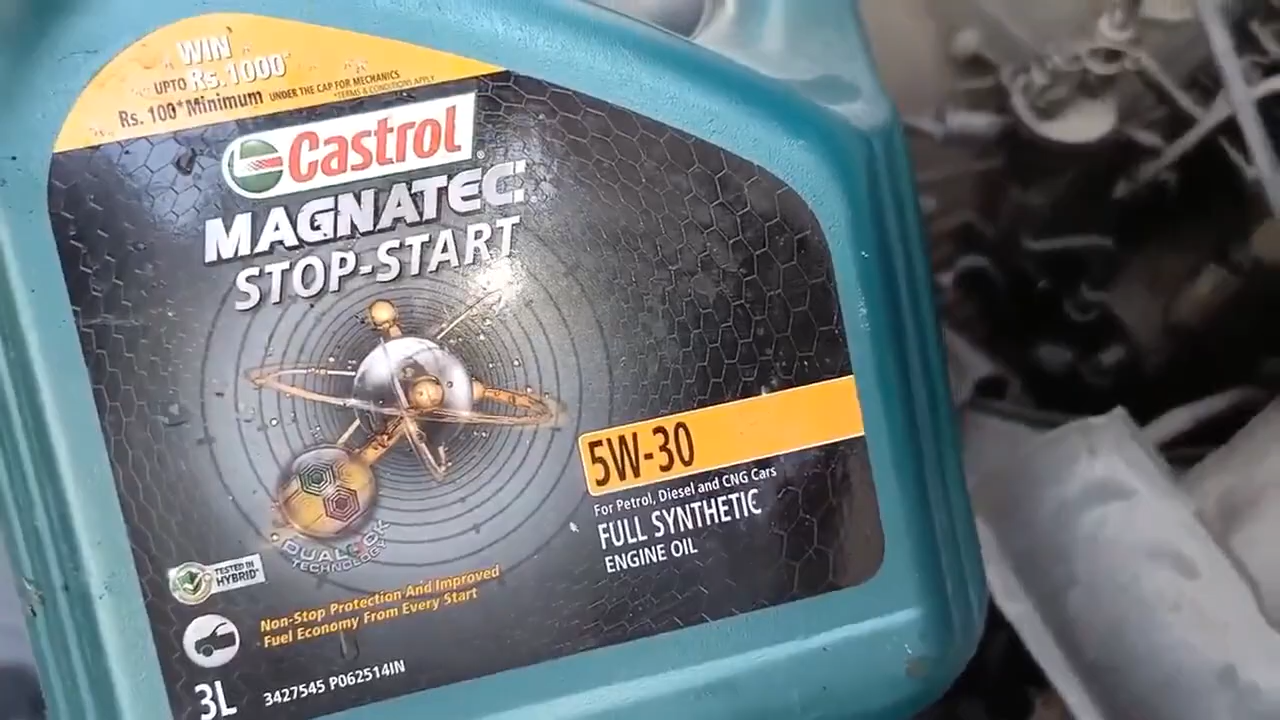 WIN
UPTO Rs.1000*
Rs. 100*Minimum UNDER THE CAP FOR MECHANICS
*TERMS & CONDITIONS APPLY
Castrol
MAGNATEC
STOP-START
5W-30
For Petrol, Diesel and CNG Cars
FULL SYNTHETIC
ENGINE OIL
DUALOCK
TECHNOLOGY
TESTED IN
HYBRID*
Non-Stop Protection And Improved
Fuel Economy From Every Start
3L 3427545 P062514IN